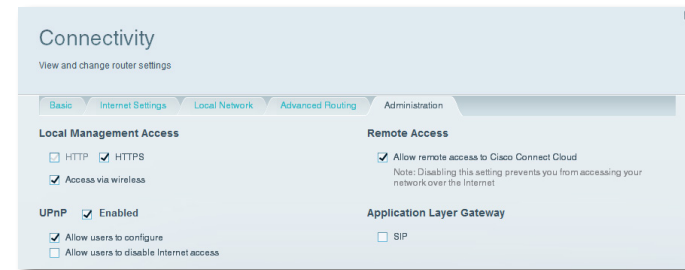 Connectivity
View and change router settings
Basic
Internet Settings
Local Network
Advanced Routing
Administration
Local Management Access
HTTP
HTTPS
Access via wireless
UPnP
Enabled
Allow users to configure
Allow users to disable Internet access
Remote Access
Allow remote access to Cisco Connect Cloud
Note: Disabling this setting prevents you from accessing your
network over the Internet
Application Layer Gateway
SIP